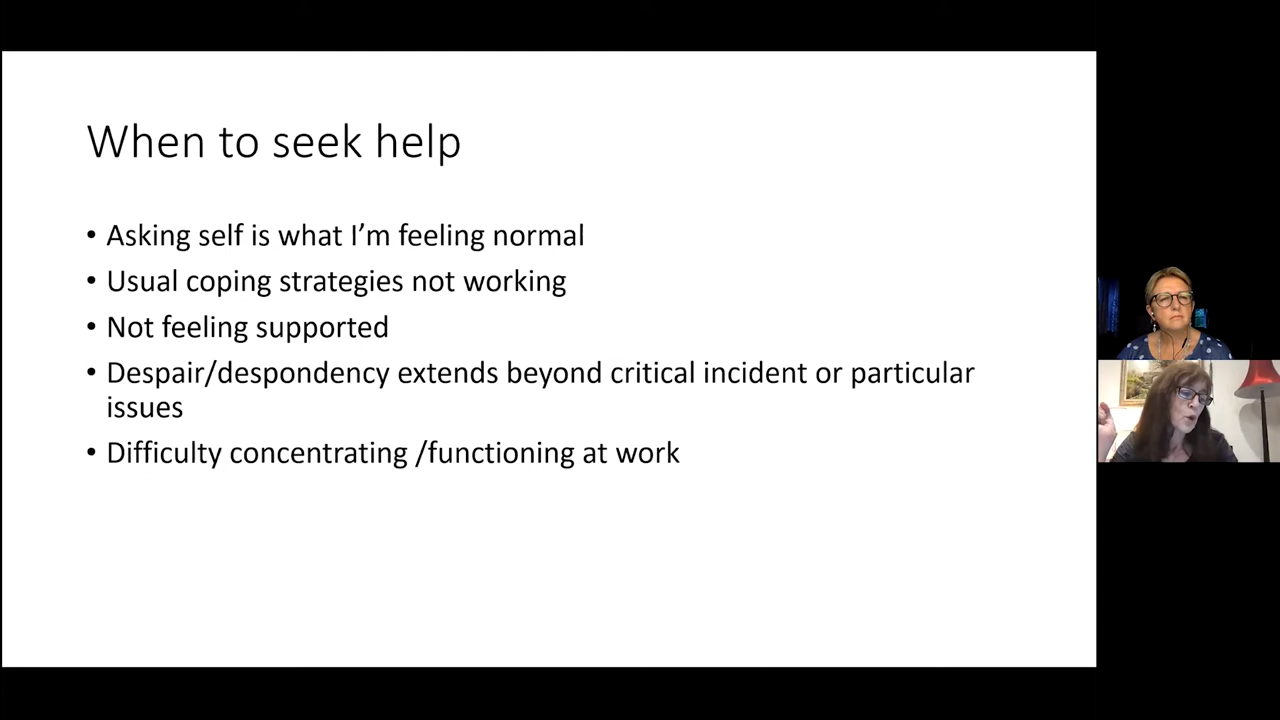 When to seek help
• Asking self is what I’m feeling normal
• Usual coping strategies not working
• Not feeling supported
• Despair/despondency extends beyond critical incident or particular
issues
• Difficulty concentrating /functioning at work